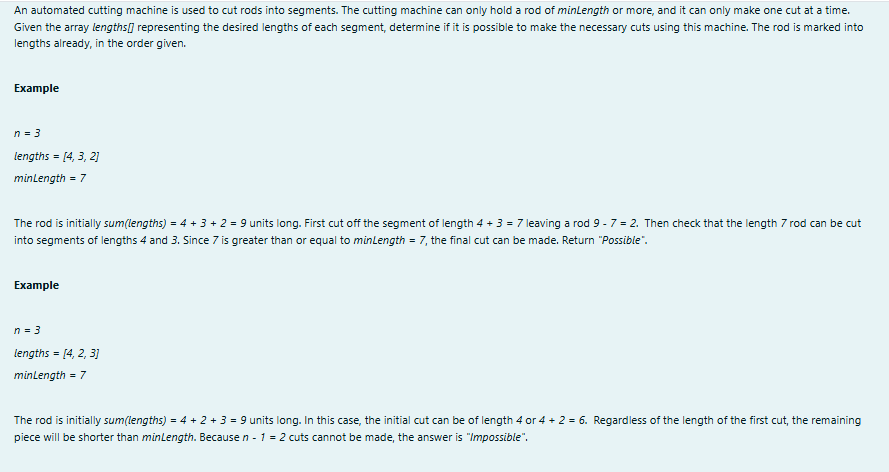 An automated cutting machine is used to cut rods into segments. The cutting machine can only hold a rod of minLength or more, and it can only make one cut at a time.
Given the array lengths[] representing the desired lengths of each segment, determine if it is possible to make the necessary cuts using this machine. The rod is marked into
lengths already, in the order given.
Example
n = 3
lengths = [4, 3, 2]
minLength = 7
The rod is initially sum(lengths) = 4 + 3 + 2 = 9 units long. First cut off the segment of length 4 + 3 = 7 leaving a rod 9 - 7 = 2. Then check that the length 7 rod can be cut
into segments of lengths 4 and 3. Since 7 is greater than or equal to minLength = 7, the final cut can be made. Return "Possible".
Example
n = 3
lengths = [4, 2, 3]
minLength = 7
The rod is initially sum(lengths) = 4 + 2 + 3 = 9 units long. In this case, the initial cut can be of length 4 or 4 + 2 = 6. Regardless of the length of the first cut, the remaining
piece will be shorter than minLength. Because n - 1 = 2 cuts cannot be made, the answer is "Impossible".